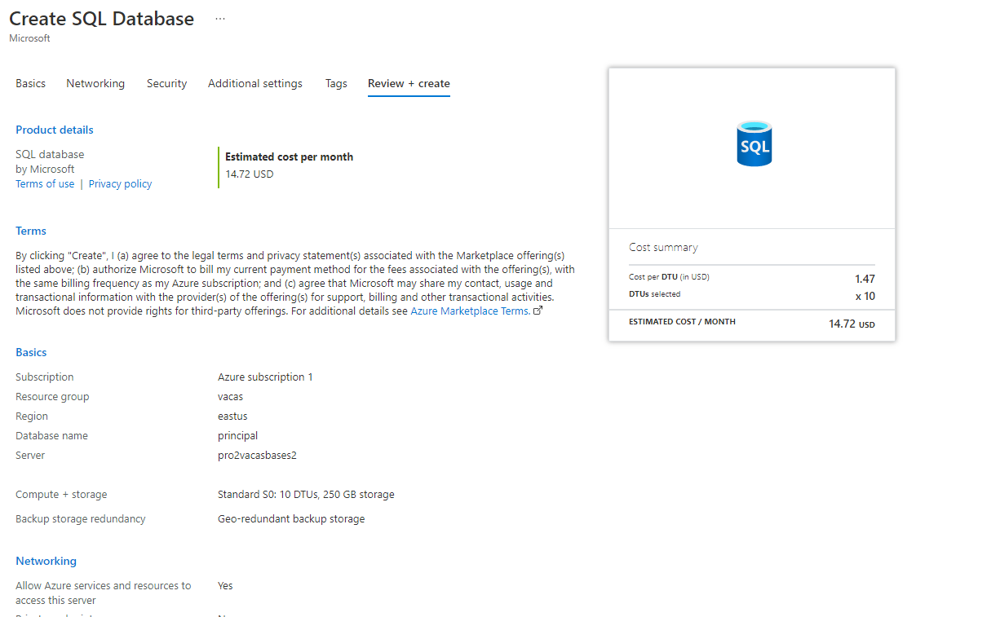 Create SQL Database ...
Microsoft
Basics Networking Security Additional settings Tags Review + create
Product details
SQL database
by Microsoft
Terms of use | Privacy policy
Estimated cost per month
14.72 USD
Terms
By clicking "Create", I (a) agree to the legal terms and privacy statement(s) associated with the Marketplace offering(s)
listed above; (b) authorize Microsoft to bill my current payment method for the fees associated with the offering(s), with
the same billing frequency as my Azure subscription; and (c) agree that Microsoft may share my contact, usage and
transactional information with the provider(s) of the offering(s) for support, billing and other transactional activities.
Microsoft does not provide rights for third-party offerings. For additional details see Azure Marketplace Terms.
Basics
Subscription Azure subscription 1
Resource group vacas
Region eastus
Database name principal
Server pro2vacasbases2
Compute + storage Standard S0: 10 DTUs, 250 GB storage
Backup storage redundancy Geo-redundant backup storage
Networking
Allow Azure services and resources to Yes
access this server
SQL
Cost summary
Cost per DTU (in USD) 1.47
DTUs selected x 10
ESTIMATED COST / MONTH 14.72 USD